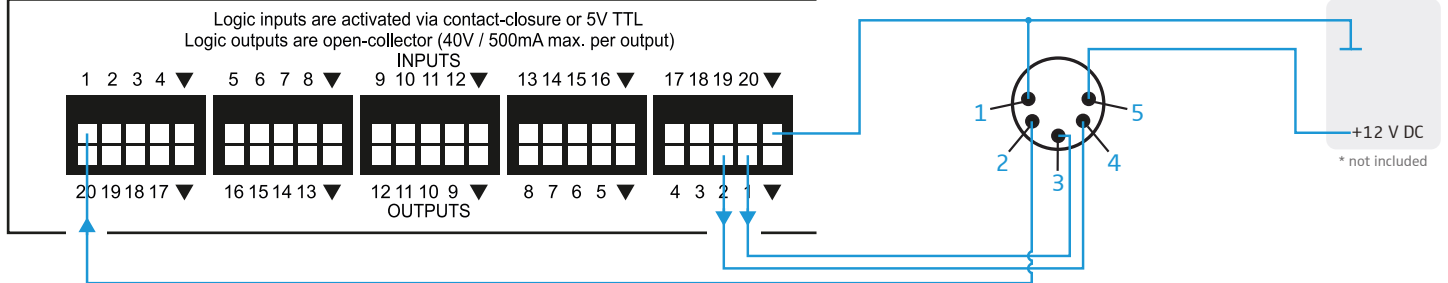 Logic inputs are activated via contact-closure or 5V TTL
Logic outputs are open-collector (40V / 500mA max. per output)
INPUTS
1 2 3 4 ▼ 5 6 7 8 ▼ 9 10 11 12 ▼ 13 14 15 16 ▼ 17 18 19 20 ▼
20 19 18 17 ▼ 16 15 14 13 ▼ 12 11 10 9 ▼ 8 7 6 5 ▼ 4 3 2 1 ▼
OUTPUTS
1 5
2 4
3
+12 V DC
* not included